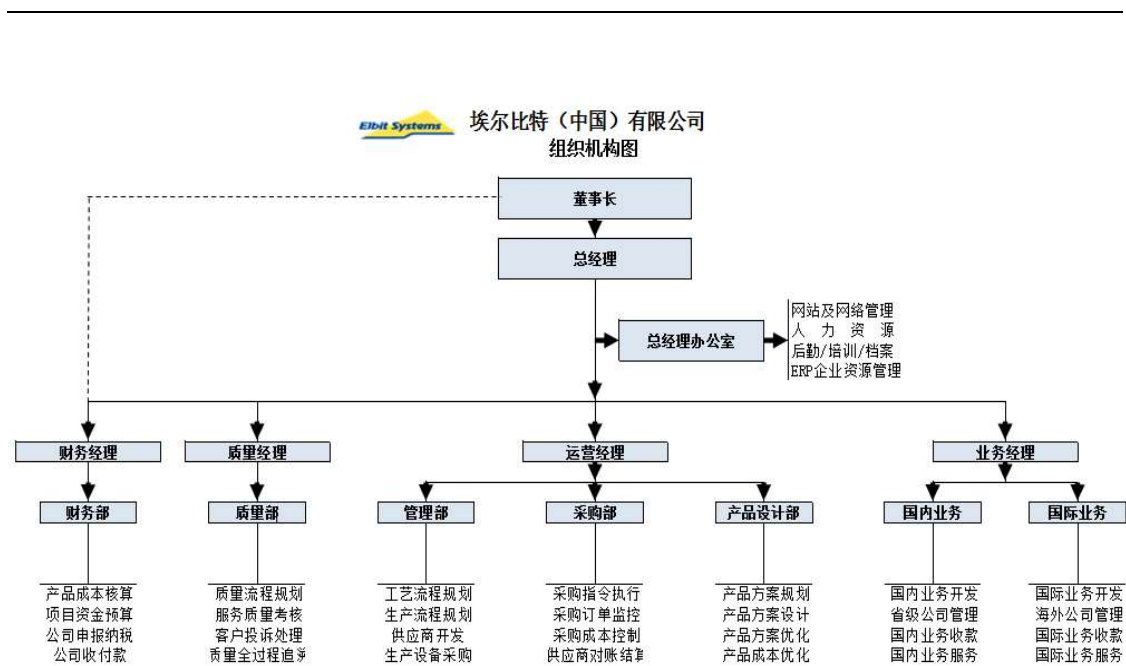 Elbit Systems
埃尔比特（中国）有限公司
组织机构图
董事长
总经理
总经理办公室
网站及网络管理
人力资源
后勤/培训/档案
ERP企业资源管理
财务经理
质量经理
运营经理
业务经理
财务部
质量部
管理部
采购部
产品设计部
国内业务
国际业务
产品成本核算
项目资金预算
公司申报纳税
公司收付款
质量流程规划
服务质量考核
客户投诉处理
质量全过程追
工艺流程规划
生产流程规划
供应商开发
生产设备采购
采购指令执行
采购订单监控
采购成本控制
供应商对账结算
产品方案规划
产品方案设计
产品方案优化
产品成本优化
国内业务开发
省级公司管理
国内业务收款
国内业务服务
国际业务开发
海外公司管理
国际业务收款
国际业务服务